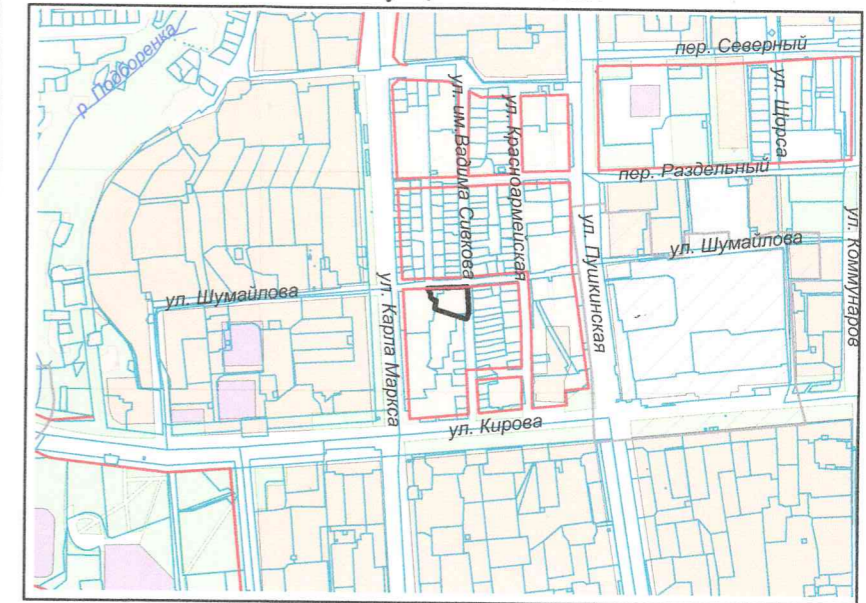 р. Подборенка
пер. Северный
ул. им.Вадима Сивкова
ул. Красноармейская
ул. Щорса
пер. Раздельный
ул. Пушкинская
ул. Шумайлова
ул. Коммунаров
ул. Шумайлова
ул. Карла Маркса
ул. Кирова